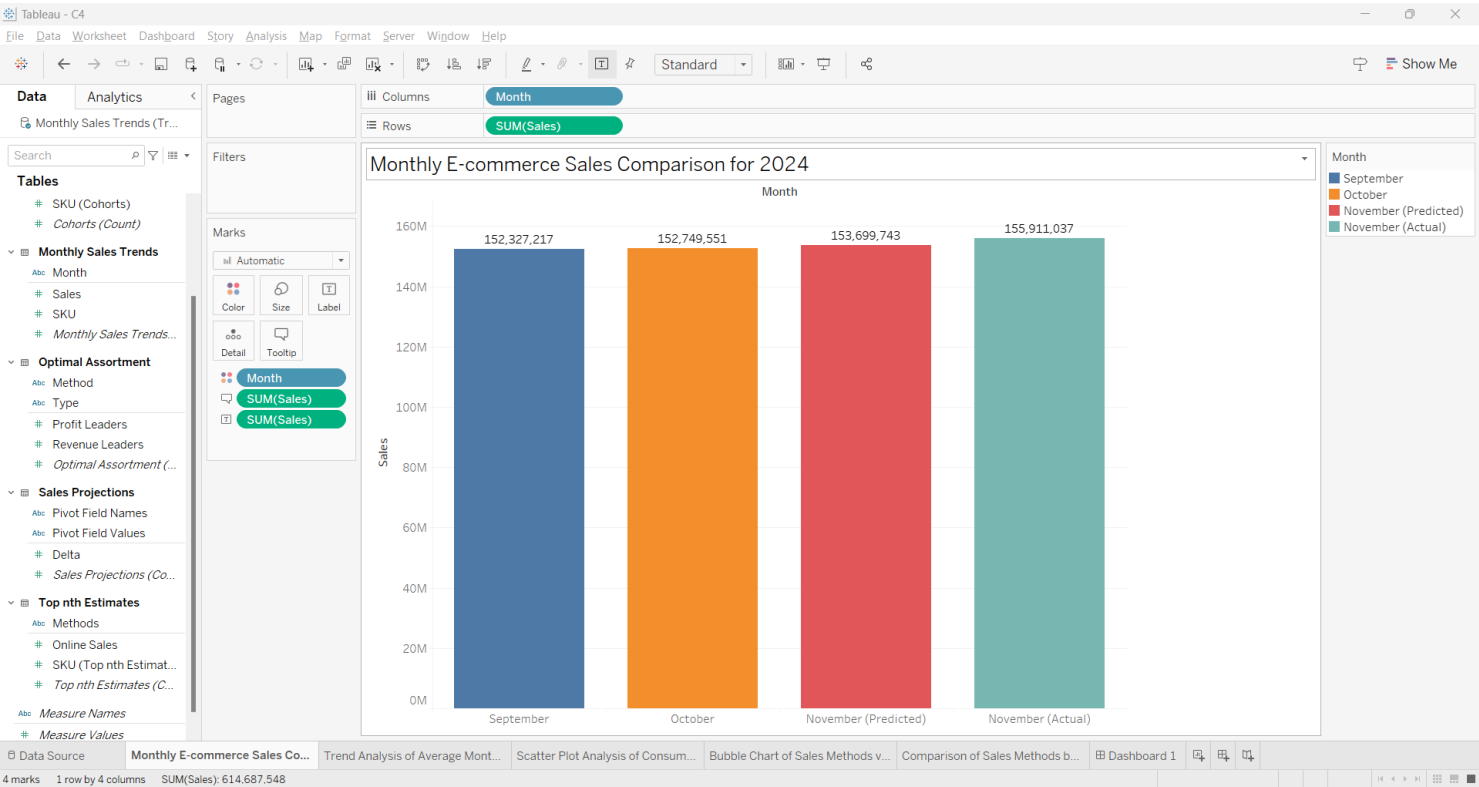 Tableau - C4
File Data Worksheet Dashboard Story Analysis Map Format Server Window Help
Standard
Show Me
Data Analytics
Monthly Sales Trends (Tr...
Search
Tables
# SKU (Cohorts)
# Cohorts (Count)
Monthly Sales Trends
Abc Month
# Sales
# SKU
# Monthly Sales Trends...
Optimal Assortment
Abc Method
Abc Type
# Profit Leaders
# Revenue Leaders
# Optimal Assortment (...
Sales Projections
Abc Pivot Field Names
Abc Pivot Field Values
# Delta
# Sales Projections (Co...
Top nth Estimates
Abc Methods
# Online Sales
# SKU (Top nth Estimat...
# Top nth Estimates (C...
Abc Measure Names
# Measure Values
Pages
Filters
Marks
Automatic
Color Size Label
Detail Tooltip
Month
SUM(Sales)
SUM(Sales)
Columns Month
Rows SUM(Sales)
Monthly E-commerce Sales Comparison for 2024
Month
160M
140M
120M
100M
80M
60M
40M
20M
0M
Sales
152,327,217 152,749,551 153,699,743 155,911,037
September October November (Predicted) November (Actual)
Month
September
October
November (Predicted)
November (Actual)
Data Source Monthly E-commerce Sales Co... Trend Analysis of Average Mont... Scatter Plot Analysis of Consum... Bubble Chart of Sales Methods v... Comparison of Sales Methods b... Dashboard 1
4 marks 1 row by 4 columns SUM(Sales): 614,687,548